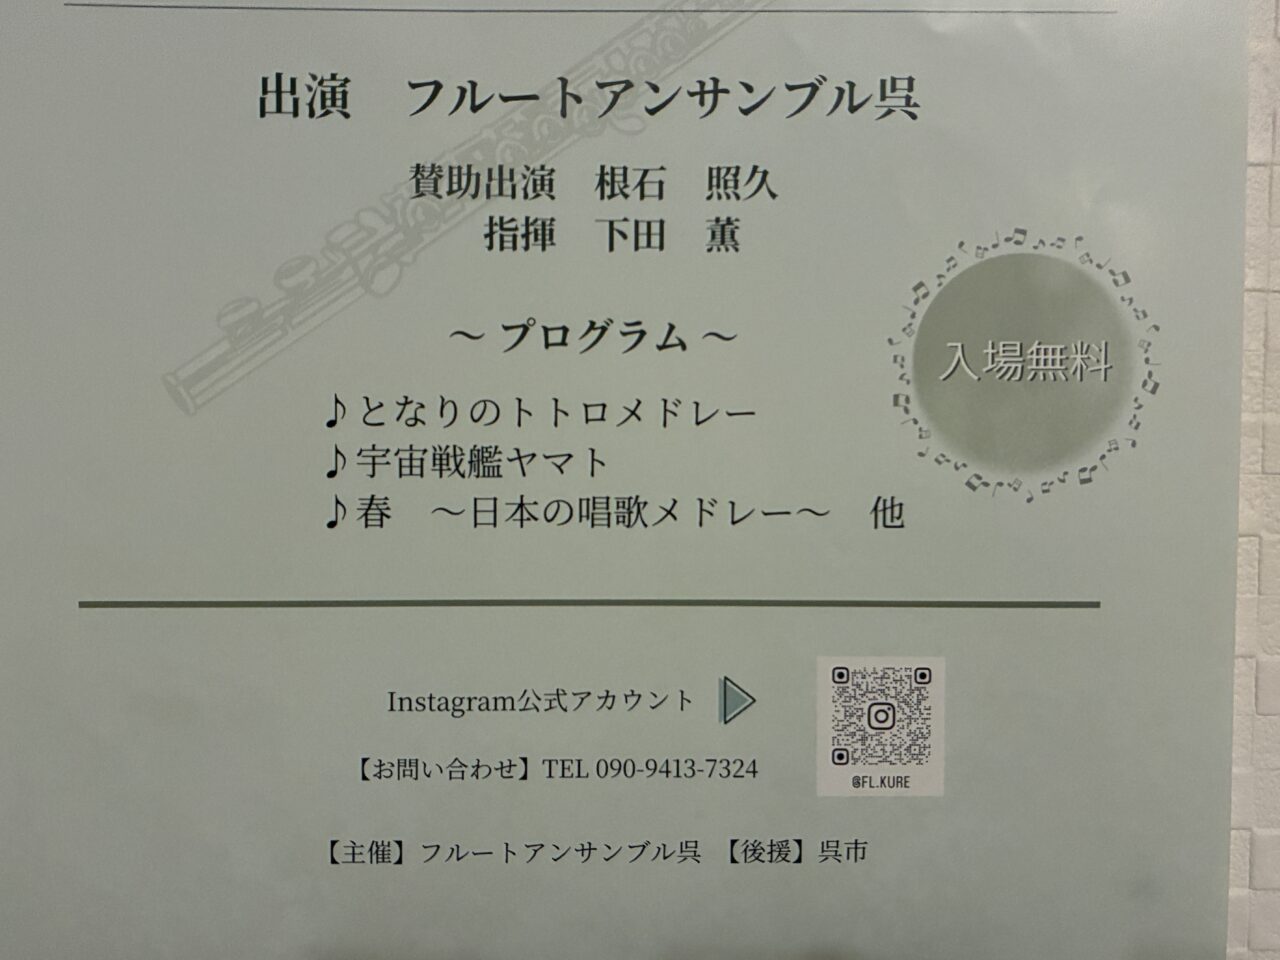 出演　フルートアンサンブル呉
賛助出演　根石　照久
指揮　下田　薫
～ プログラム ～
入場無料
♪となりのトトロメドレー
♪宇宙戦艦ヤマト
♪春　～日本の唱歌メドレー～　他
Instagram公式アカウント
【お問い合わせ】TEL 090-9413-7324
@FL.KURE
【主催】フルートアンサンブル呉　【後援】呉市